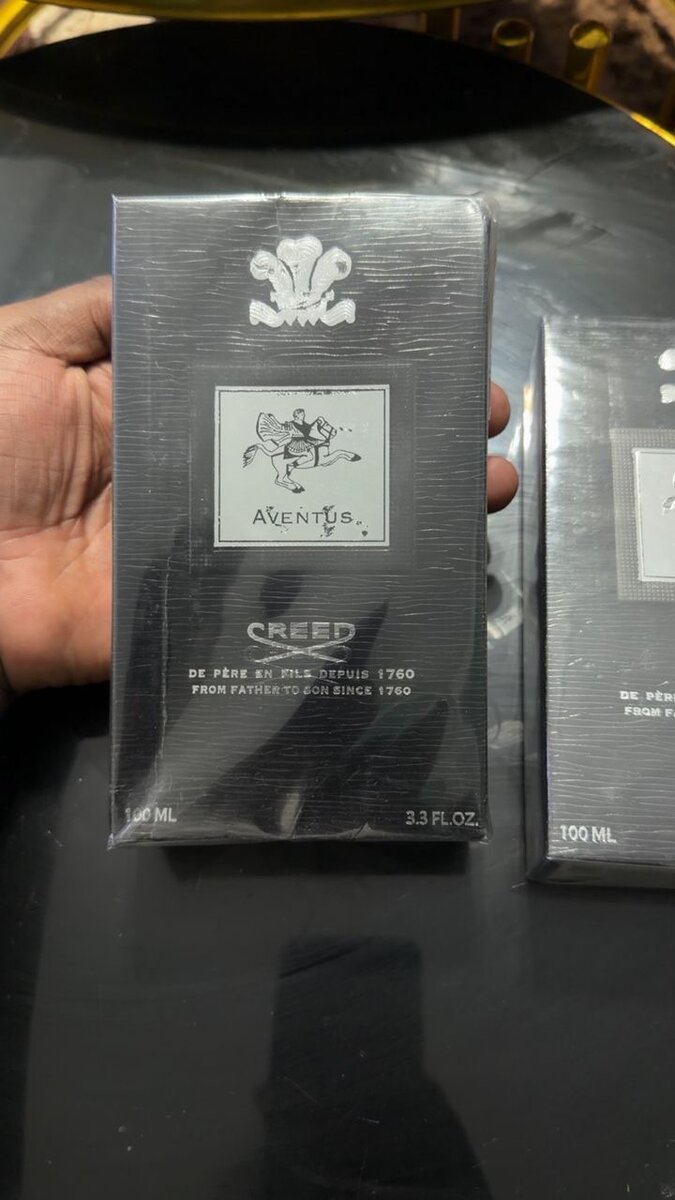 AVENTUS
CREED
DE PÈRE EN FILS DEPUIS 1760
FROM FATHER TO SON SINCE 1760
100 ML
3.3 FL.OZ.
DE PÈR
FROM F
100 ML